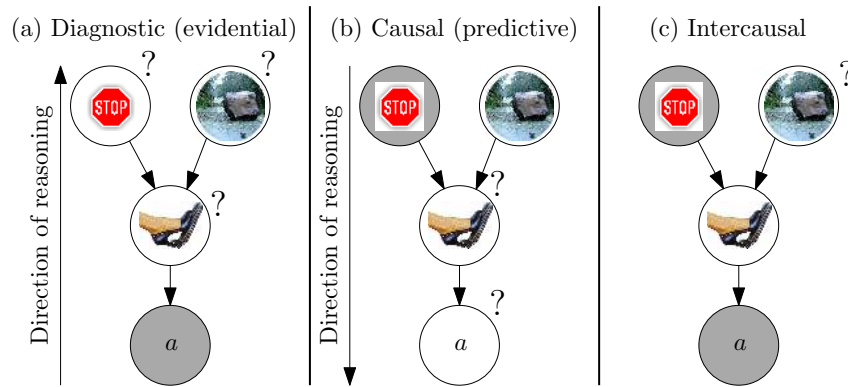 (a) Diagnostic (evidential)
(b) Causal (predictive)
(c) Intercausal
Direction of reasoning
?
?
STOP
?
a
Direction of reasoning
STOP
?
?
a
?
STOP
a